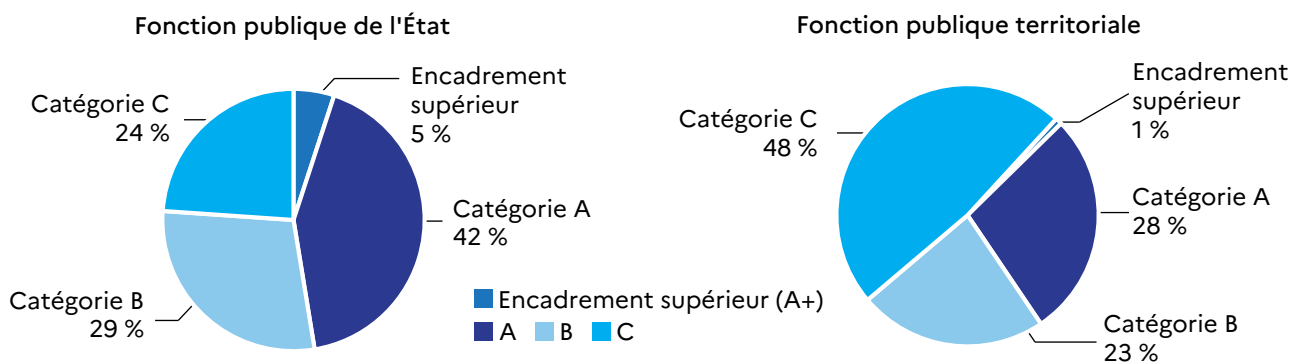 Fonction publique de l'État
Encadrement
supérieur
5 %
Catégorie C
24 %
Catégorie A
42 %
Catégorie B
29 %
Encadrement supérieur (A+)
A B C
Fonction publique territoriale
Encadrement
supérieur
1 %
Catégorie C
48 %
Catégorie A
28 %
Catégorie B
23 %